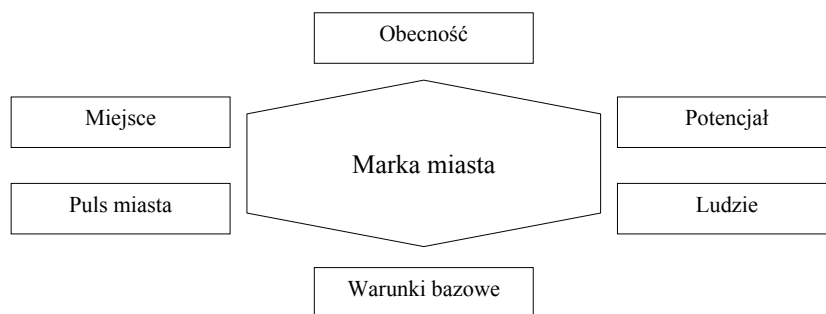 Obecność
Miejsce
Potencjał
Marka miasta
Puls miasta
Ludzie
Warunki bazowe